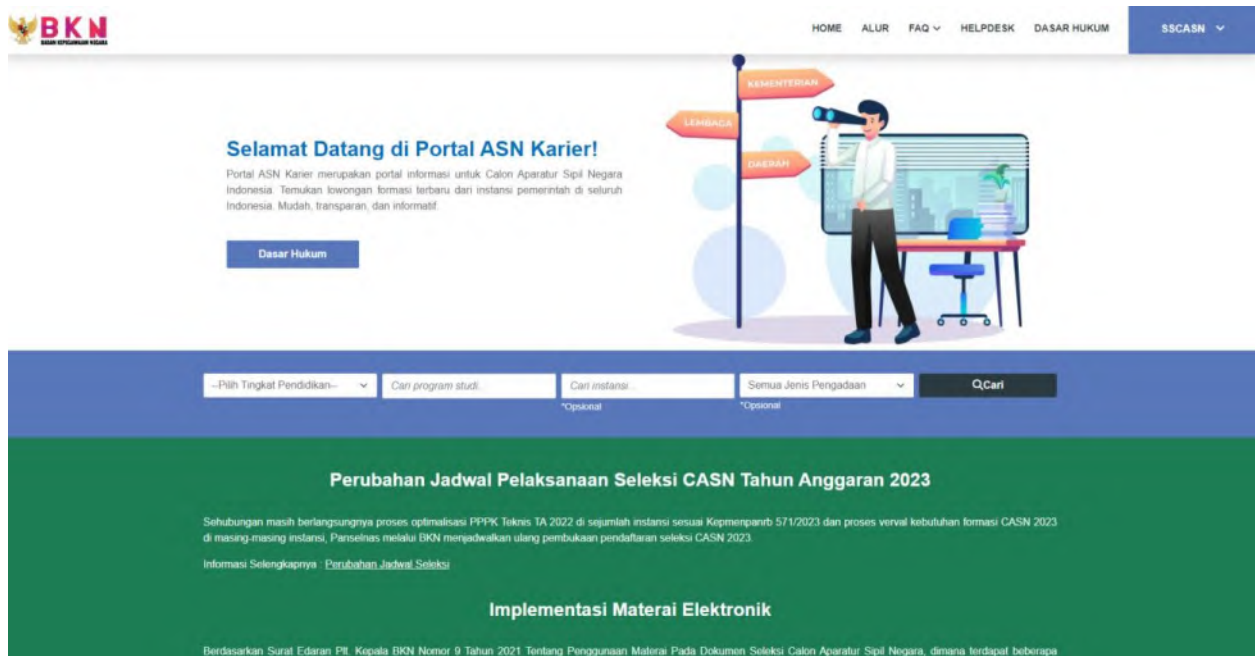 BKN
BADAN KEPEGAWAIAN NEGARA
HOME ALUR FAQ HELPDESK DASAR HUKUM SSCASN
KEMENTERIAN
LEMBAGA
DAERAH
Selamat Datang di Portal ASN Karier!
Portal ASN Karier merupakan portal informasi untuk Calon Aparatur Sipil Negara
Indonesia. Temukan lowongan formasi terbaru dari instansi pemerintah di seluruh
Indonesia. Mudah, transparan, dan informatif.
Dasar Hukum
--Pilih Tingkat Pendidikan-- Cari program studi.. Cari instansi... Semua Jenis Pengadaan Cari
*Opsional *Opsional
Perubahan Jadwal Pelaksanaan Seleksi CASN Tahun Anggaran 2023
Sehubungan masih berlangsungnya proses optimalisasi PPPK Teknis TA 2022 di sejumlah instansi sesuai Kepmenpanrb 571/2023 dan proses verval kebutuhan formasi CASN 2023
di masing-masing instansi, Panselnas melalui BKN menjadwalkan ulang pembukaan pendaftaran seleksi CASN 2023.
Informasi Selengkapnya : Perubahan Jadwal Seleksi
Implementasi Materai Elektronik
Berdasarkan Surat Edaran Plt. Kepala BKN Nomor 9 Tahun 2021 Tentang Penggunaan Materai Pada Dokumen Seleksi Calon Aparatur Sipil Negara, dimana terdapat beberapa